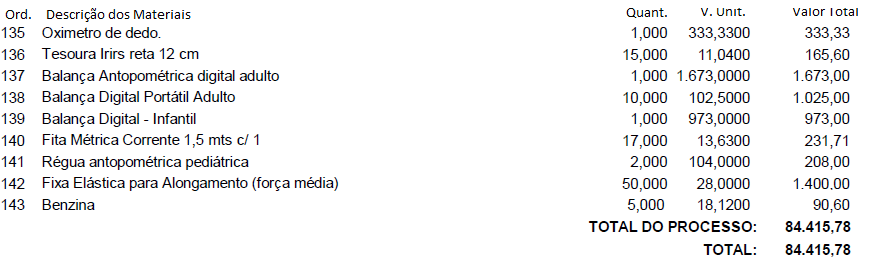 Ord. Descrição dos Materiais Quant. V. Unit. Valor Total
135 Oximetro de dedo. 1,000 333,3300 333,33
136 Tesoura Irirs reta 12 cm 15,000 11,0400 165,60
137 Balança Antopométrica digital adulto 1,000 1.673,0000 1.673,00
138 Balança Digital Portátil Adulto 10,000 102,5000 1.025,00
139 Balança Digital - Infantil 1,000 973,0000 973,00
140 Fita Métrica Corrente 1,5 mts c/ 1 17,000 13,6300 231,71
141 Régua antopométrica pediátrica 2,000 104,0000 208,00
142 Fixa Elástica para Alongamento (força média) 50,000 28,0000 1.400,00
143 Benzina 5,000 18,1200 90,60
TOTAL DO PROCESSO: 84.415,78
TOTAL: 84.415,78